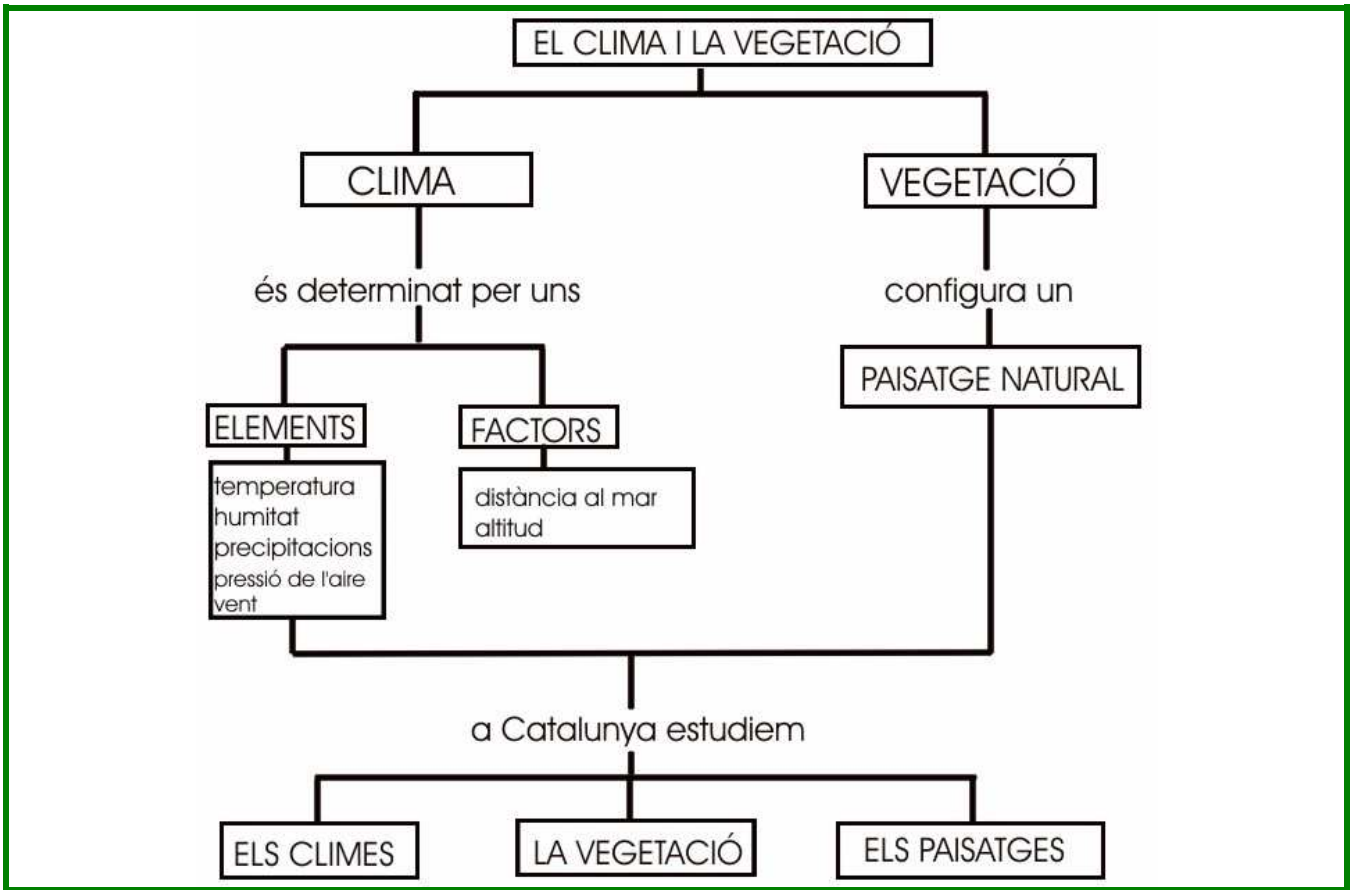 EL CLIMA I LA VEGETACIÓ
CLIMA
VEGETACIÓ
és determinat per uns
configura un
PAISATGE NATURAL
ELEMENTS
FACTORS
temperatura
humitat
precipitacions
pressió de l'aire
vent
distància al mar
altitud
a Catalunya estudiem
ELS CLIMES
LA VEGETACIÓ
ELS PAISATGES